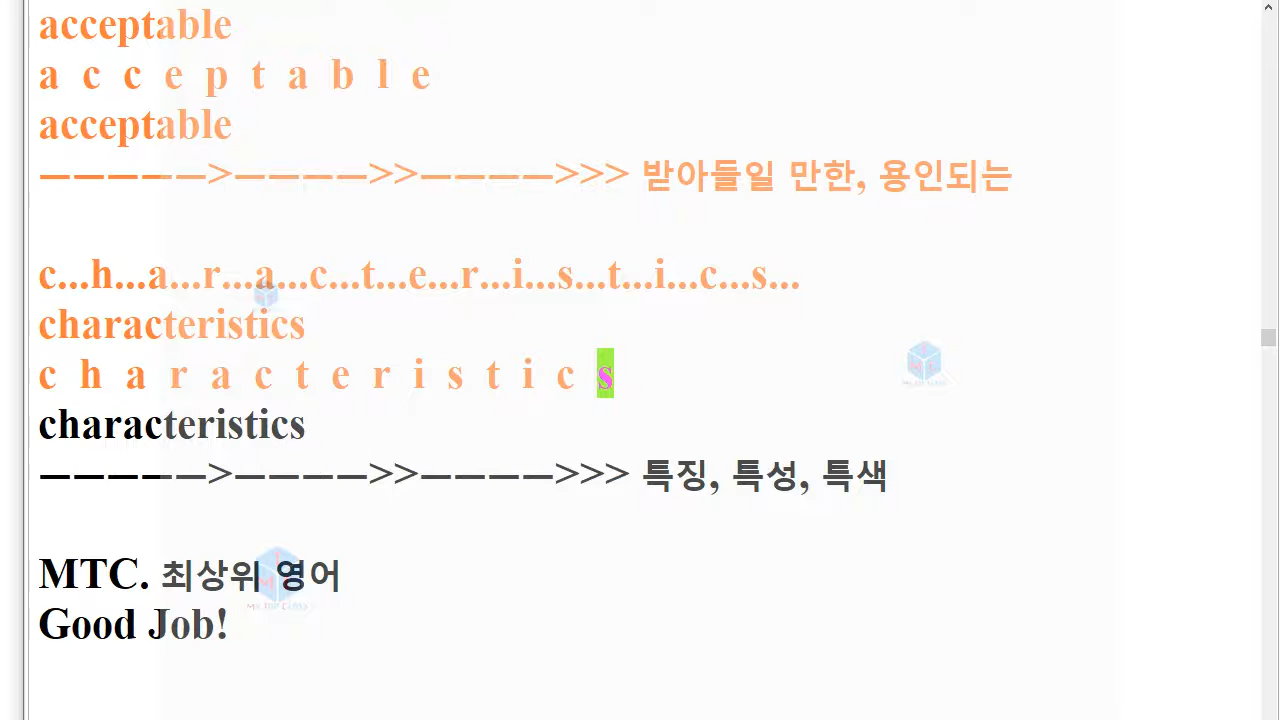 acceptable
a c c e p t a b l e
acceptable
—————>————>>————>>> 받아들일 만한, 용인되는
c...h...a...r...a...c...t...e...r...i...s...t...i...c...s...
characteristics
c h a r a c t e r i s t i c s
characteristics
—————>————>>————>>> 특징, 특성, 특색
MTC. 최상위 영어
Good Job!